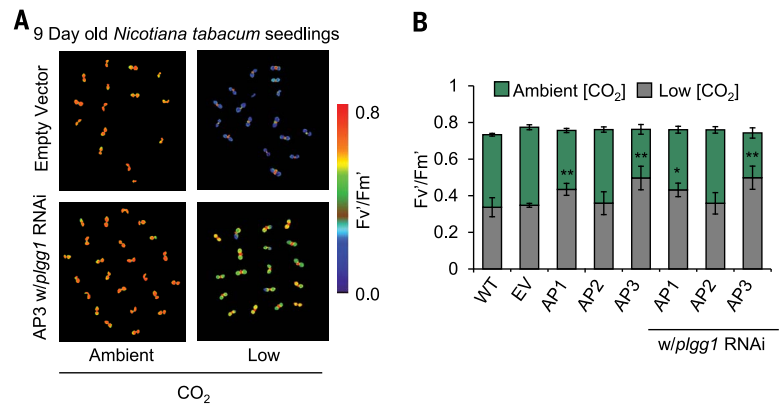 A
9 Day old Nicotiana tabacum seedlings
Empty Vector
AP3 w/plgg1 RNAi
Ambient
Low
CO2
0.8
Fv'/Fm'
0.0
B
Ambient [CO2]
Low [CO2]
Fv'/Fm'
1
0.8
0.6
0.4
0.2
0
**
**
*
**
WT
EV
AP1
AP2
AP3
AP1
AP2
AP3
w/plgg1 RNAi